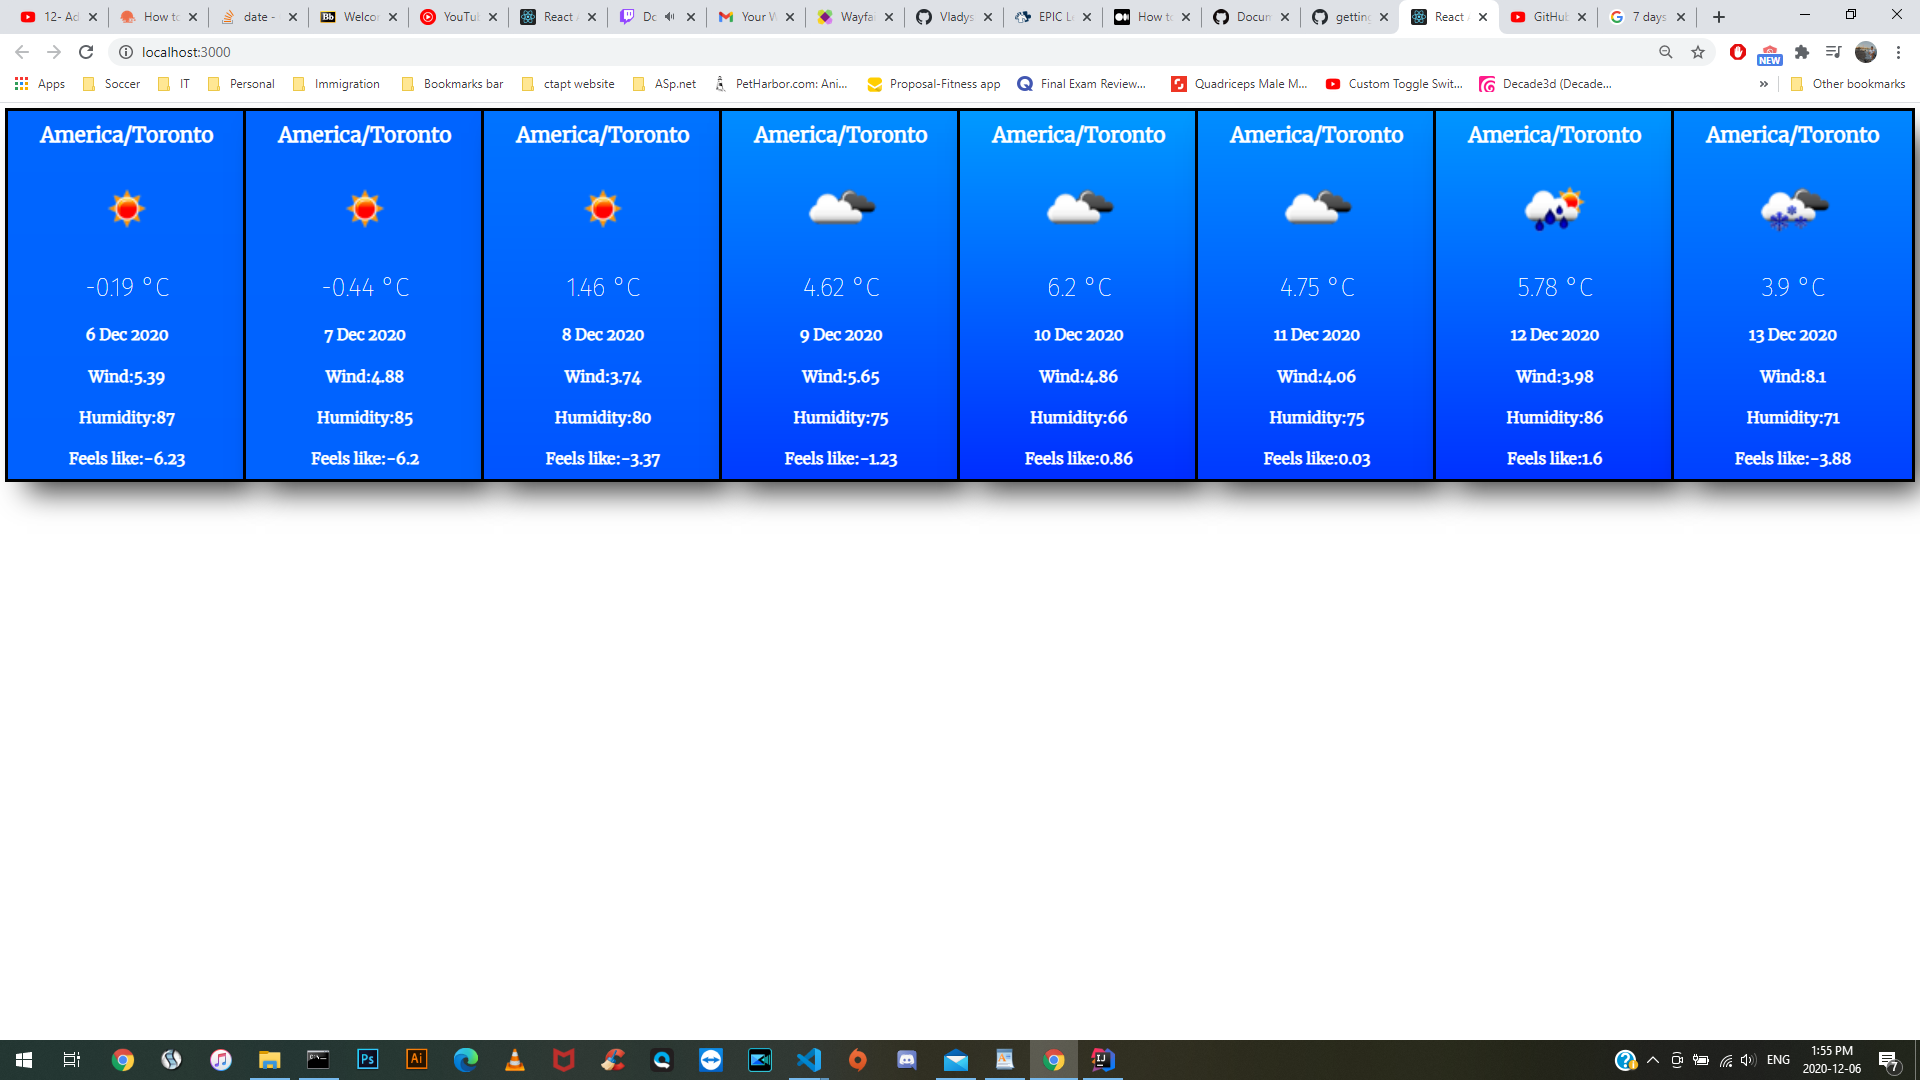 12- Ad How to date - Welcom YouTub React A Do Your W Wayfa Vladys EPIC L How to Docum getting React A GitHub 7 days
localhost:3000
NEW
Apps Soccer IT Personal Immigration Bookmarks bar ctapt website ASp.net PetHarbor.com: Ani... Proposal-Fitness app Final Exam Review... Quadriceps Male M... Custom Toggle Swit... Decade3d (Decade... » Other bookmarks
America/Toronto
-0.19 °C
6 Dec 2020
Wind:5.39
Humidity:87
Feels like:-6.23
America/Toronto
-0.44 °C
7 Dec 2020
Wind:4.88
Humidity:85
Feels like:-6.2
America/Toronto
1.46 °C
8 Dec 2020
Wind:3.74
Humidity:80
Feels like:-3.37
America/Toronto
4.62 °C
9 Dec 2020
Wind:5.65
Humidity:75
Feels like:-1.23
America/Toronto
6.2 °C
10 Dec 2020
Wind:4.86
Humidity:66
Feels like:0.86
America/Toronto
4.75 °C
11 Dec 2020
Wind:4.06
Humidity:75
Feels like:0.03
America/Toronto
5.78 °C
12 Dec 2020
Wind:3.98
Humidity:86
Feels like:1.6
America/Toronto
3.9 °C
13 Dec 2020
Wind:8.1
Humidity:71
Feels like:-3.88
ENG
1:55 PM
2020-12-06
7